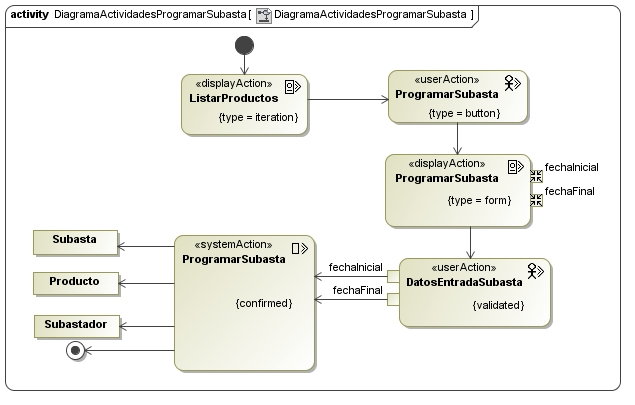 activity DiagramaActividadesProgramarSubasta[ DiagramaActividadesProgramarSubasta ]
«displayAction»
ListarProductos
{type = iteration}
«userAction»
ProgramarSubasta
{type = button}
«displayAction»
ProgramarSubasta
{type = form}
fechaInicial
fechaFinal
«userAction»
DatosEntradaSubasta
{validated}
fechaInicial
fechaFinal
«systemAction»
ProgramarSubasta
{confirmed}
Subasta
Producto
Subastador